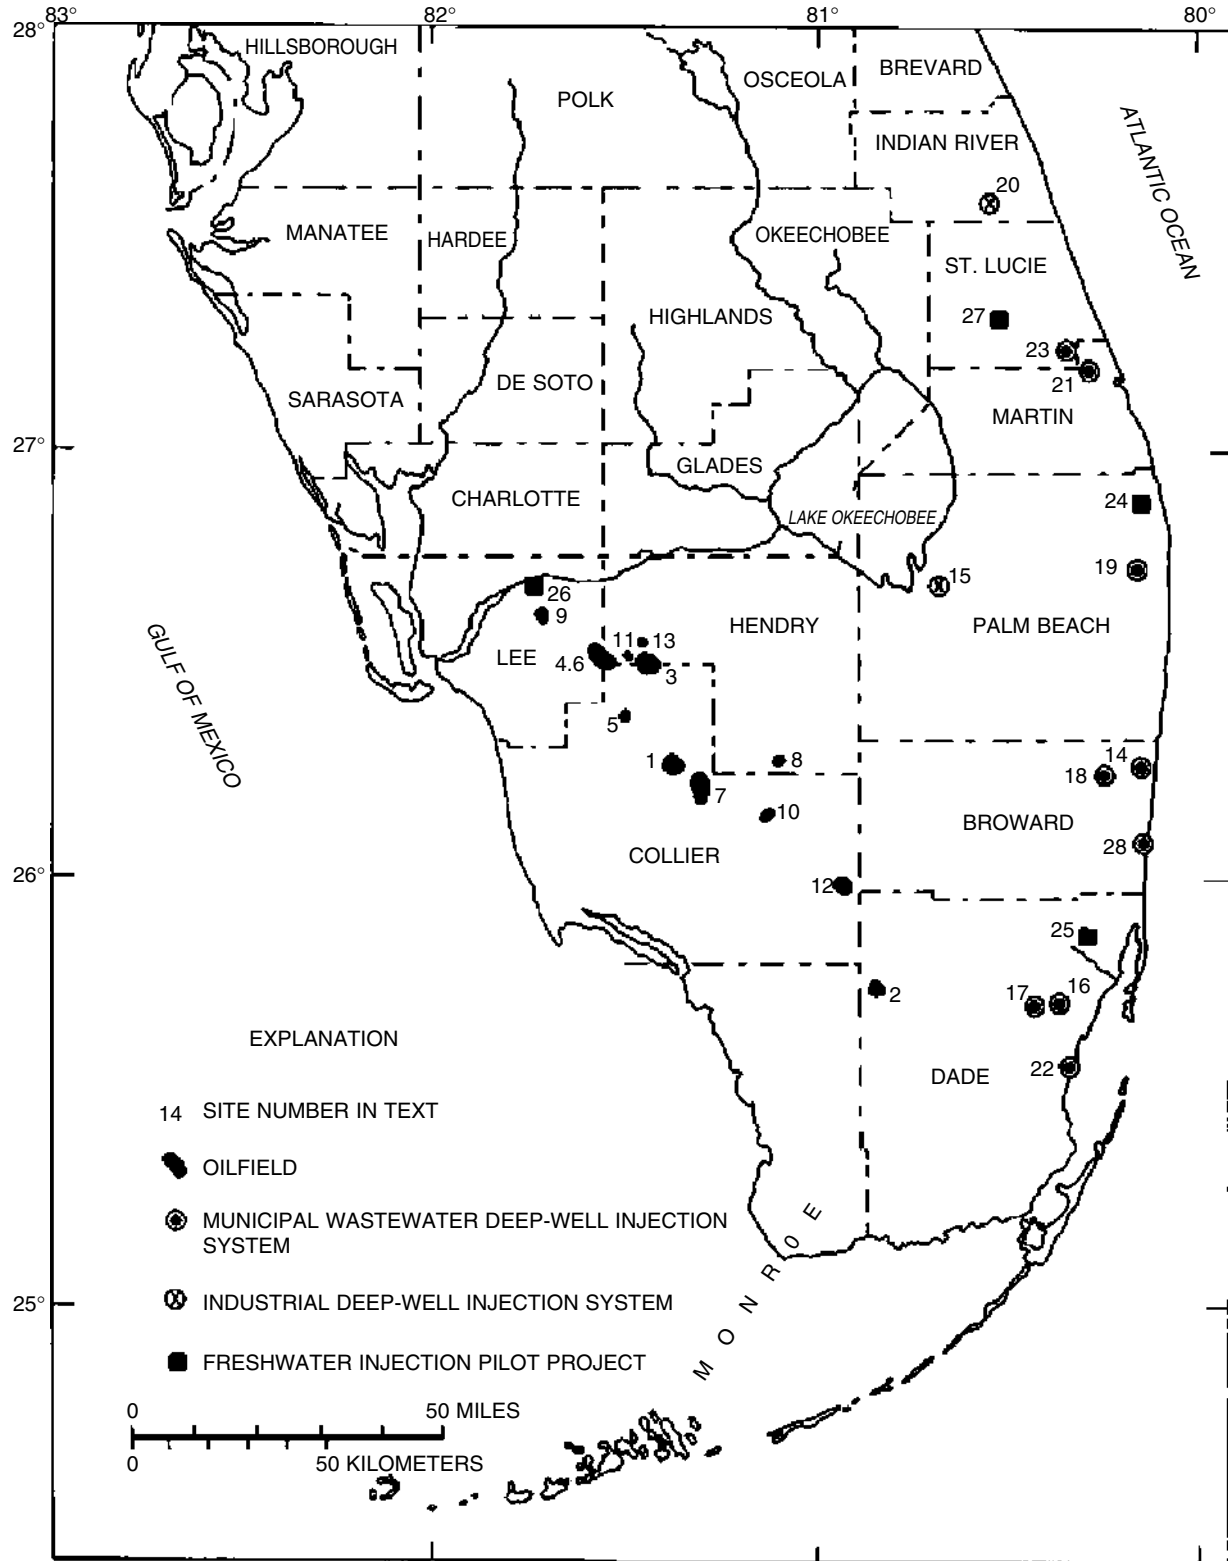 83° 82° 81° 80°
28°
HILLSBOROUGH
POLK
OSCEOLA
BREVARD
INDIAN RIVER
ATLANTIC OCEAN
20
MANATEE
HARDEE
OKEECHOBEE
ST. LUCIE
27
HIGHLANDS
23
21
DE SOTO
SARASOTA
MARTIN
27°
GLADES
CHARLOTTE
24
LAKE OKEECHOBEE
19
15
26
9
HENDRY
PALM BEACH
11
13
LEE
4.6
3
GULF OF MEXICO
5
1
8
14
18
7
10
BROWARD
28
COLLIER
26°
12
25
2
17
16
EXPLANATION
22
DADE
14 SITE NUMBER IN TEXT
OILFIELD
MUNICIPAL WASTEWATER DEEP-WELL INJECTION
SYSTEM
INDUSTRIAL DEEP-WELL INJECTION SYSTEM
FRESHWATER INJECTION PILOT PROJECT
25°
MONROE
0 50 MILES
0 50 KILOMETERS